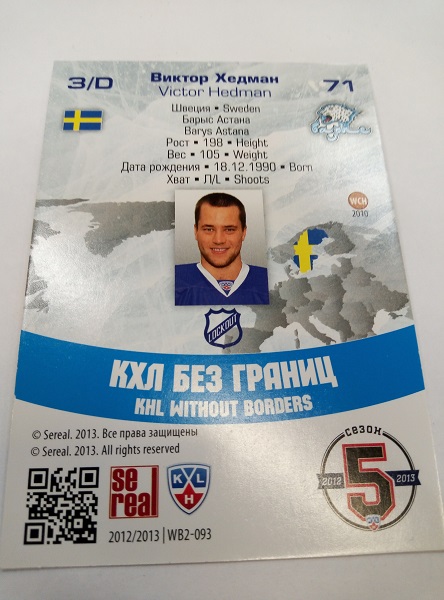 3/D
Виктор Хедман
Victor Hedman
71
Швеция ▪ Sweden
Барыс Астана
Barys Astana
Рост ▪ 198 ▪ Height
Вес ▪ 105 ▪ Weight
Дата рождения ▪ 18.12.1990 ▪ Born
Хват ▪ Л/L ▪ Shoots
WCH
2010
LOCKOUT
КХЛ БЕЗ ГРАНИЦ
KHL WITHOUT BORDERS
© Sereal. 2013. Все права защищены
© Sereal. 2013. All rights reserved
se
real
KHL
2012/2013 | WB2-093
СЕЗОН
2012 5 2013